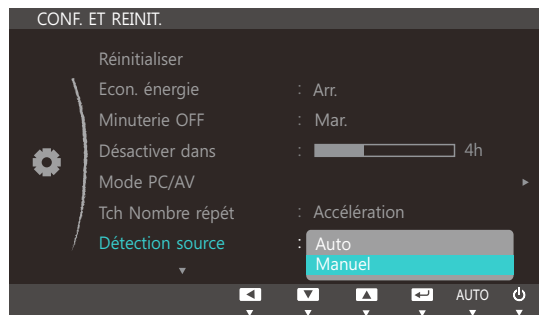 CONF. ET REINIT.
Réinitialiser
Econ. énergie : Arr.
Minuterie OFF : Mar.
Désactiver dans : 4h
Mode PC/AV
Tch Nombre répét : Accélération
Détection source : Auto
Manuel
AUTO